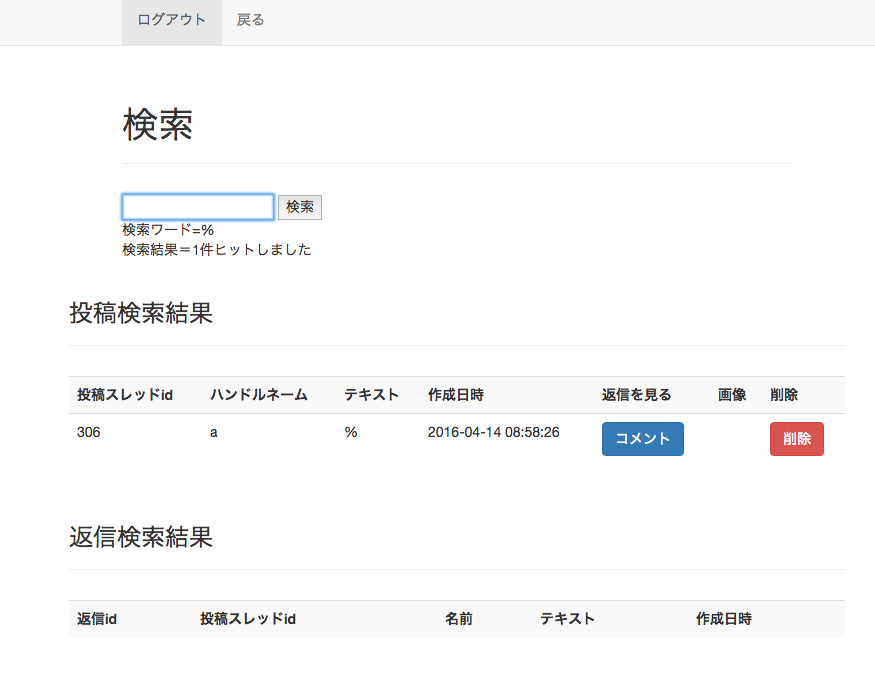 ログアウト 戻る
検索
検索
検索ワード=%
検索結果＝1件ヒットしました
投稿検索結果
投稿スレッドid ハンドルネーム テキスト 作成日時 返信を見る 画像 削除
306 a % 2016-04-14 08:58:26 コメント 削除
返信検索結果
返信id 投稿スレッドid 名前 テキスト 作成日時